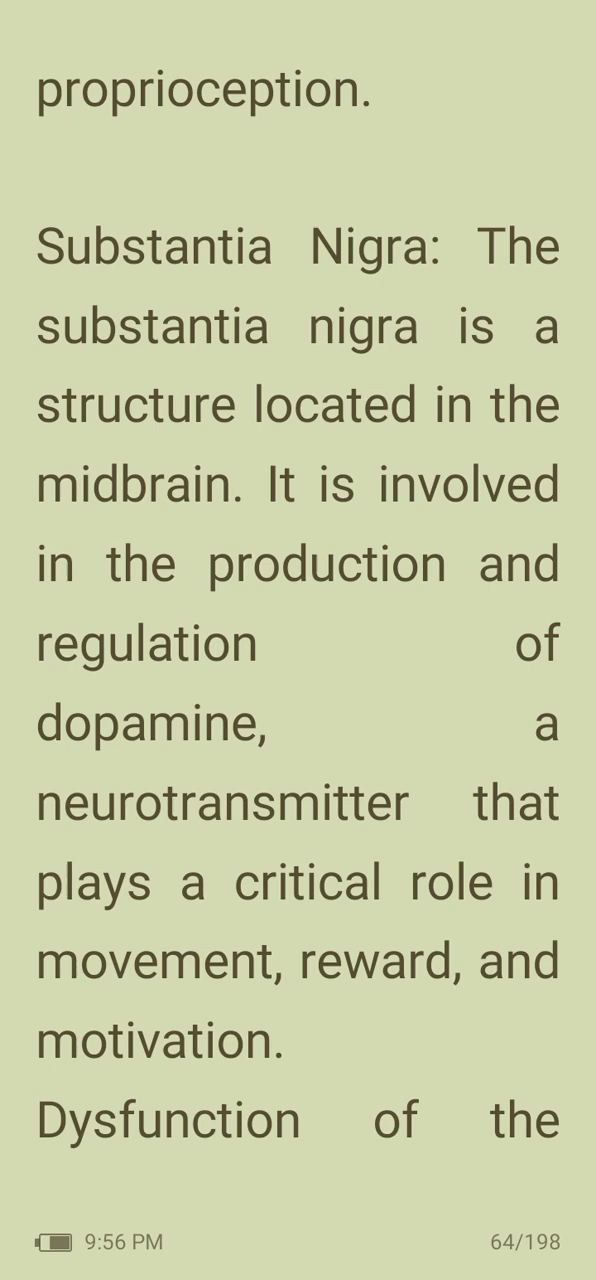 proprioception.
Substantia Nigra: The
substantia nigra is a
structure located in the
midbrain. It is involved
in the production and
regulation of
dopamine, a
neurotransmitter that
plays a critical role in
movement, reward, and
motivation.
Dysfunction of the
9:56 PM 64/198